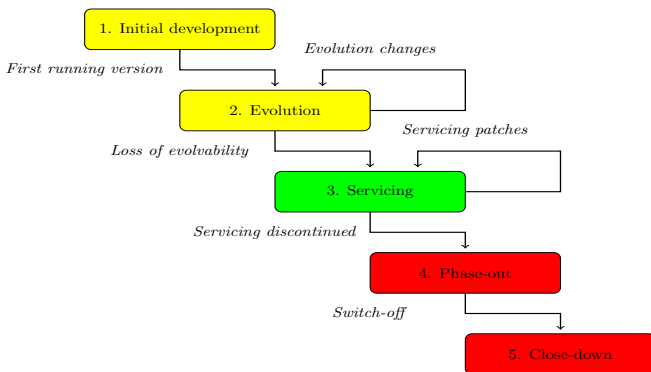 1. Initial development
Evolution changes
First running version
2. Evolution
Servicing patches
Loss of evolvability
3. Servicing
Servicing discontinued
4. Phase-out
Switch-off
5. Close-down